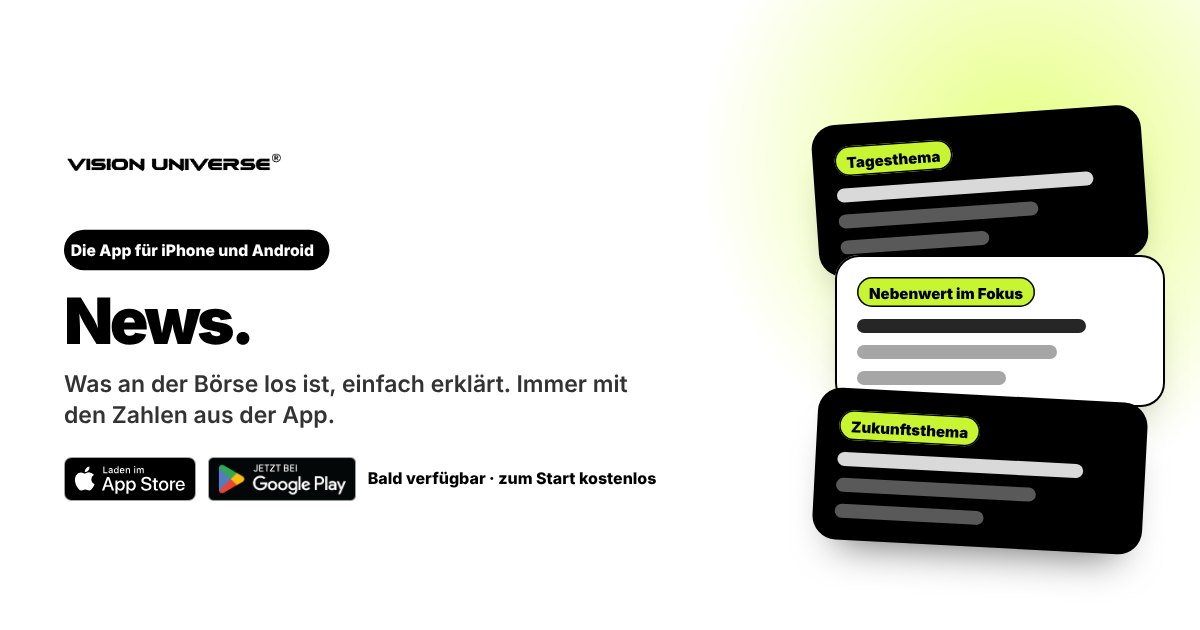 VISION UNIVERSE®
Die App für iPhone und Android
News.
Was an der Börse los ist, einfach erklärt. Immer mit
den Zahlen aus der App.
Laden im
App Store
JETZT BEI
Google Play
Bald verfügbar · zum Start kostenlos
Tagesthema
Nebenwert im Fokus
Zukunftsthema